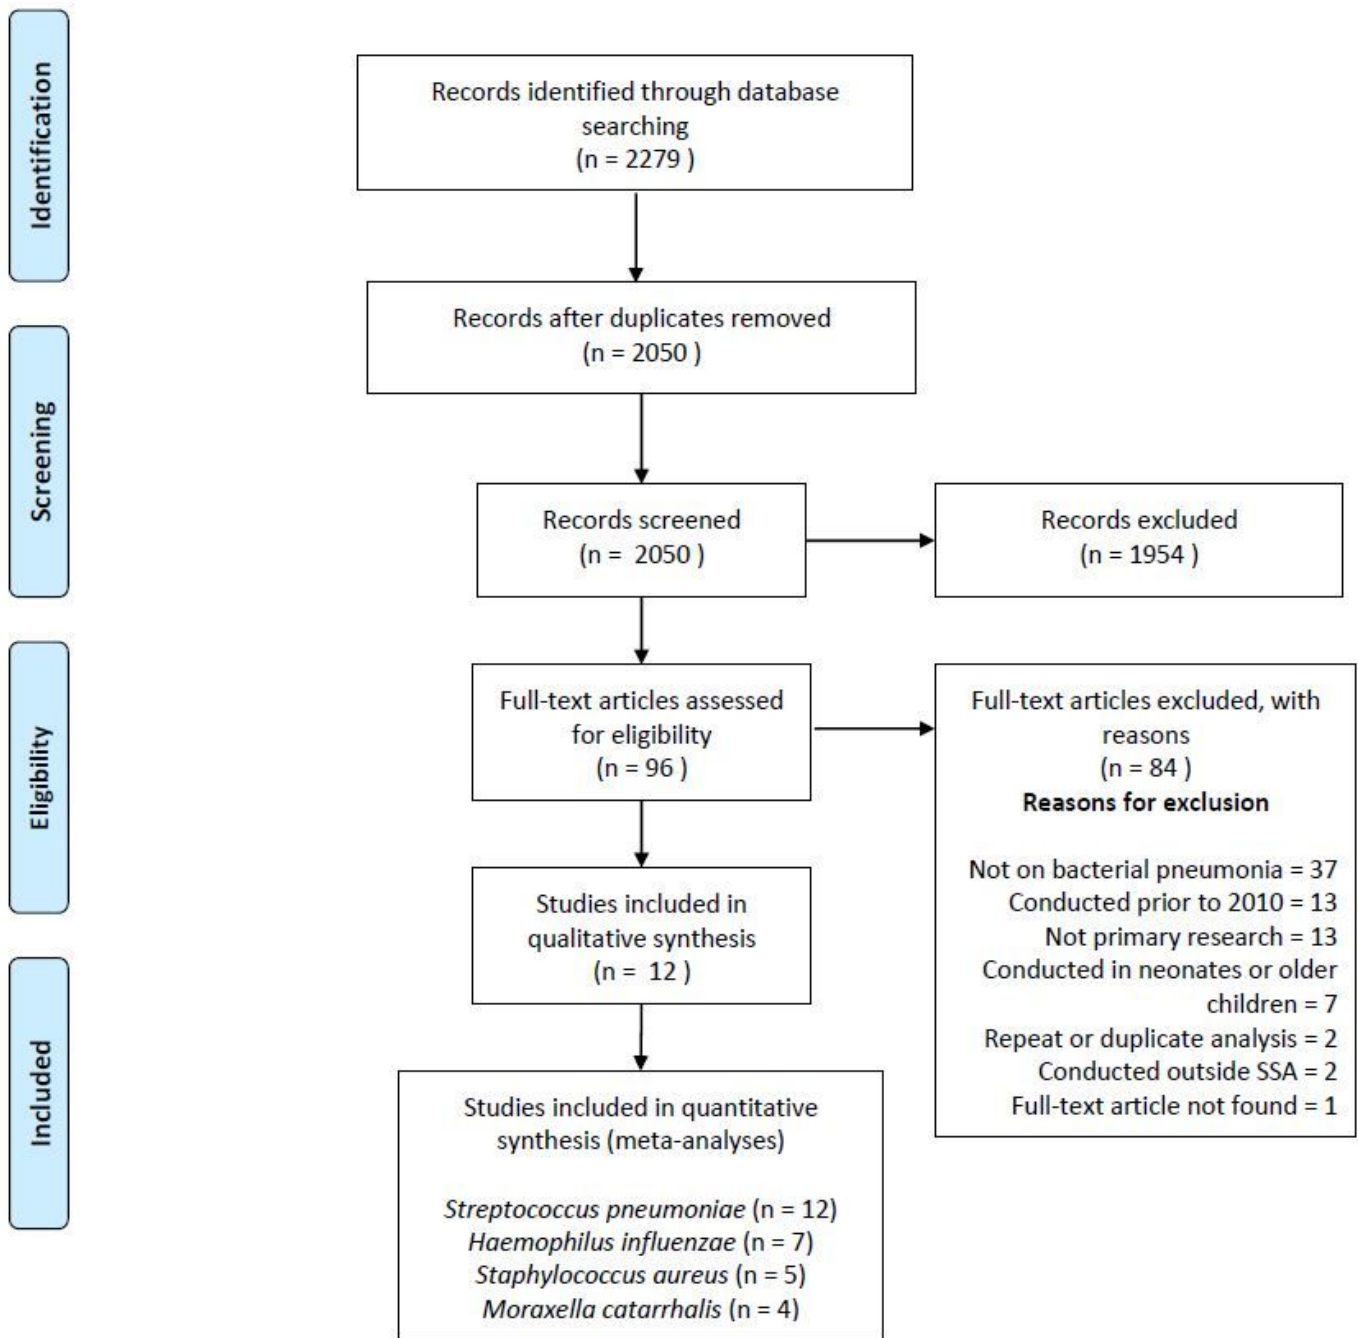 Identification
Records identified through database
searching
(n = 2279 )
Records after duplicates removed
(n = 2050 )
Screening
Records screened
(n = 2050 )
Records excluded
(n = 1954 )
Eligibility
Full-text articles assessed
for eligibility
(n = 96 )
Full-text articles excluded, with
reasons
(n = 84 )
Reasons for exclusion
Not on bacterial pneumonia = 37
Conducted prior to 2010 = 13
Not primary research = 13
Conducted in neonates or older
children = 7
Repeat or duplicate analysis = 2
Conducted outside SSA = 2
Full-text article not found = 1
Studies included in
qualitative synthesis
(n = 12 )
Included
Studies included in quantitative
synthesis (meta-analyses)
Streptococcus pneumoniae (n = 12)
Haemophilus influenzae (n = 7)
Staphylococcus aureus (n = 5)
Moraxella catarrhalis (n = 4)